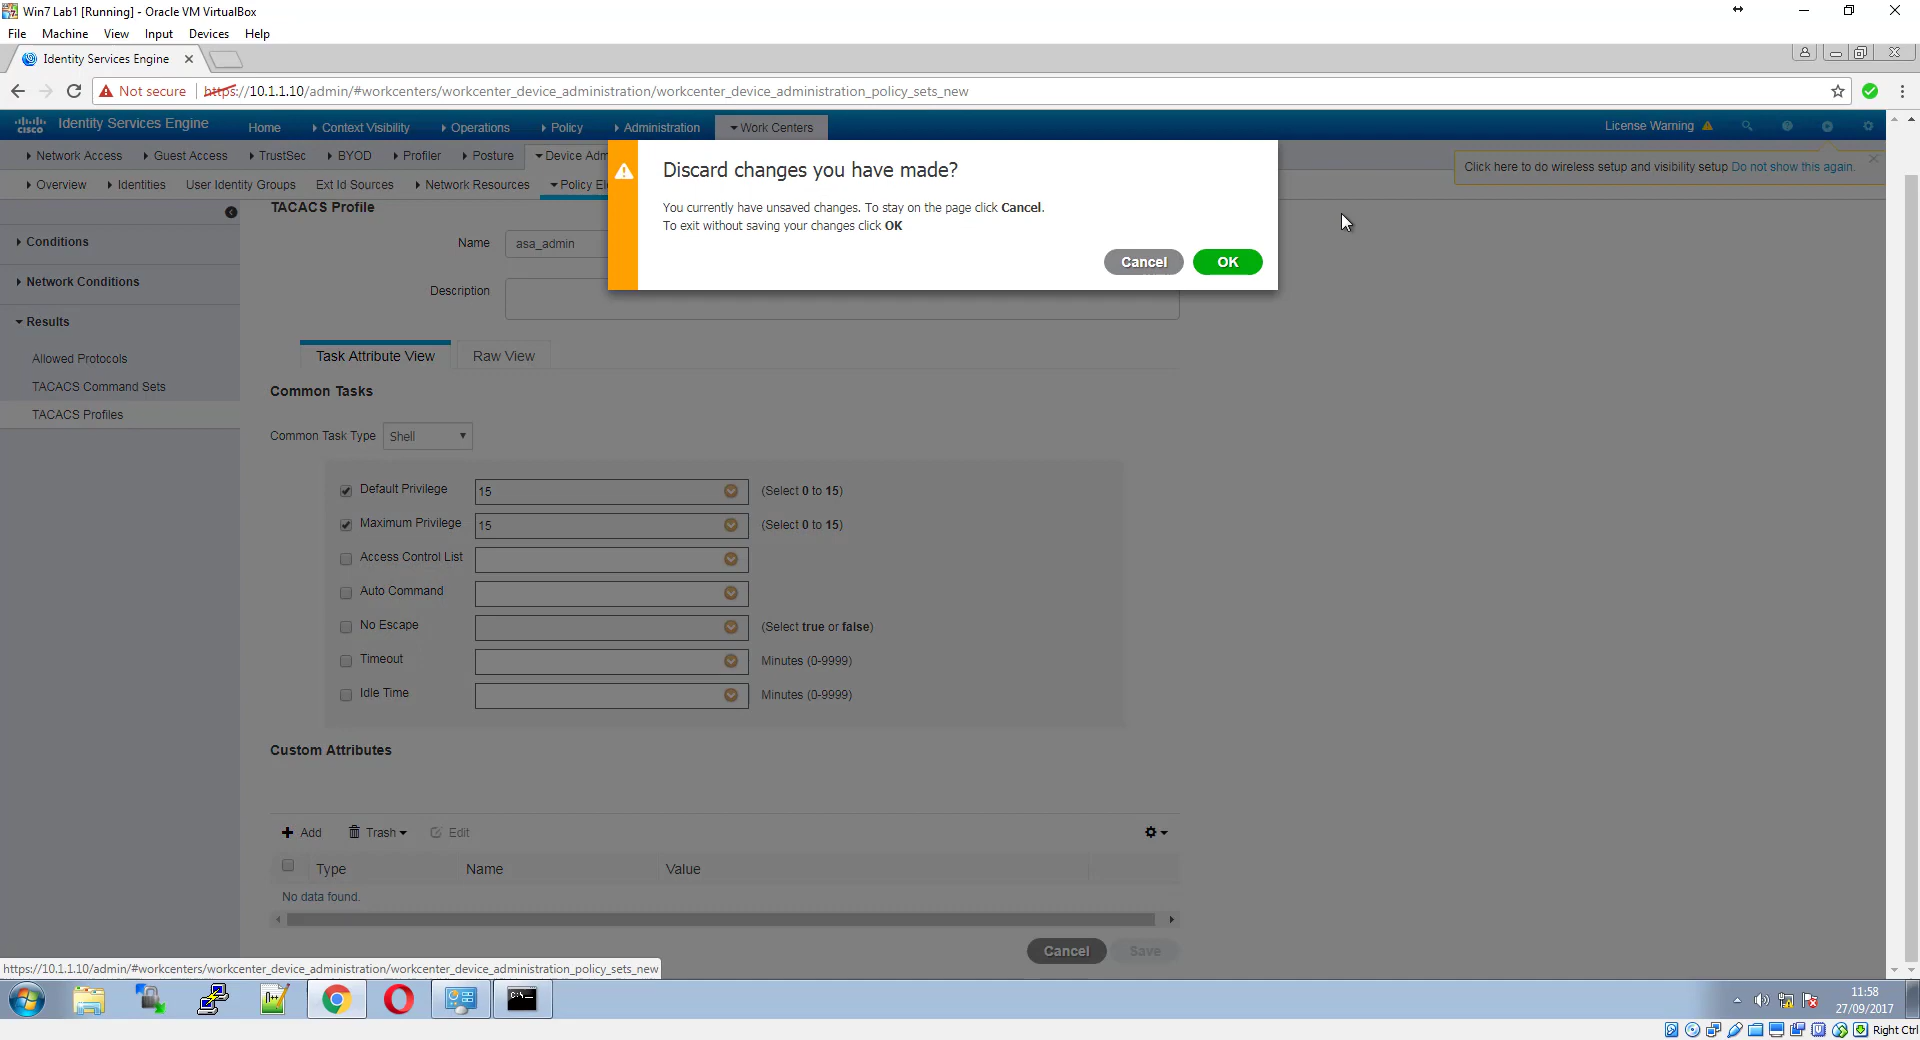 Win7 Lab1 [Running] - Oracle VM VirtualBox
File Machine View Input Devices Help
Identity Services Engine
Not secure https://10.1.1.10/admin/#workcenters/workcenter_device_administration/workcenter_device_administration_policy_sets_new
cisco Identity Services Engine Home Context Visibility Operations Policy Administration Work Centers License Warning
Network Access Guest Access TrustSec BYOD Profiler Posture Device Adm
Click here to do wireless setup and visibility setup Do not show this again.
Overview Identities User Identity Groups Ext Id Sources Network Resources Policy El
Discard changes you have made?
You currently have unsaved changes. To stay on the page click Cancel.
To exit without saving your changes click OK
Cancel OK
Conditions
Network Conditions
Results
Allowed Protocols
TACACS Command Sets
TACACS Profiles
TACACS Profile
Name asa_admin
Description
Task Attribute View Raw View
Common Tasks
Common Task Type Shell
Default Privilege 15 (Select 0 to 15)
Maximum Privilege 15 (Select 0 to 15)
Access Control List
Auto Command
No Escape (Select true or false)
Timeout Minutes (0-9999)
Idle Time Minutes (0-9999)
Custom Attributes
Add Trash Edit
Type Name Value
No data found.
Cancel Save
https://10.1.1.10/admin/#workcenters/workcenter_device_administration/workcenter_device_administration_policy_sets_new
11:58
27/09/2017
Right Ctrl